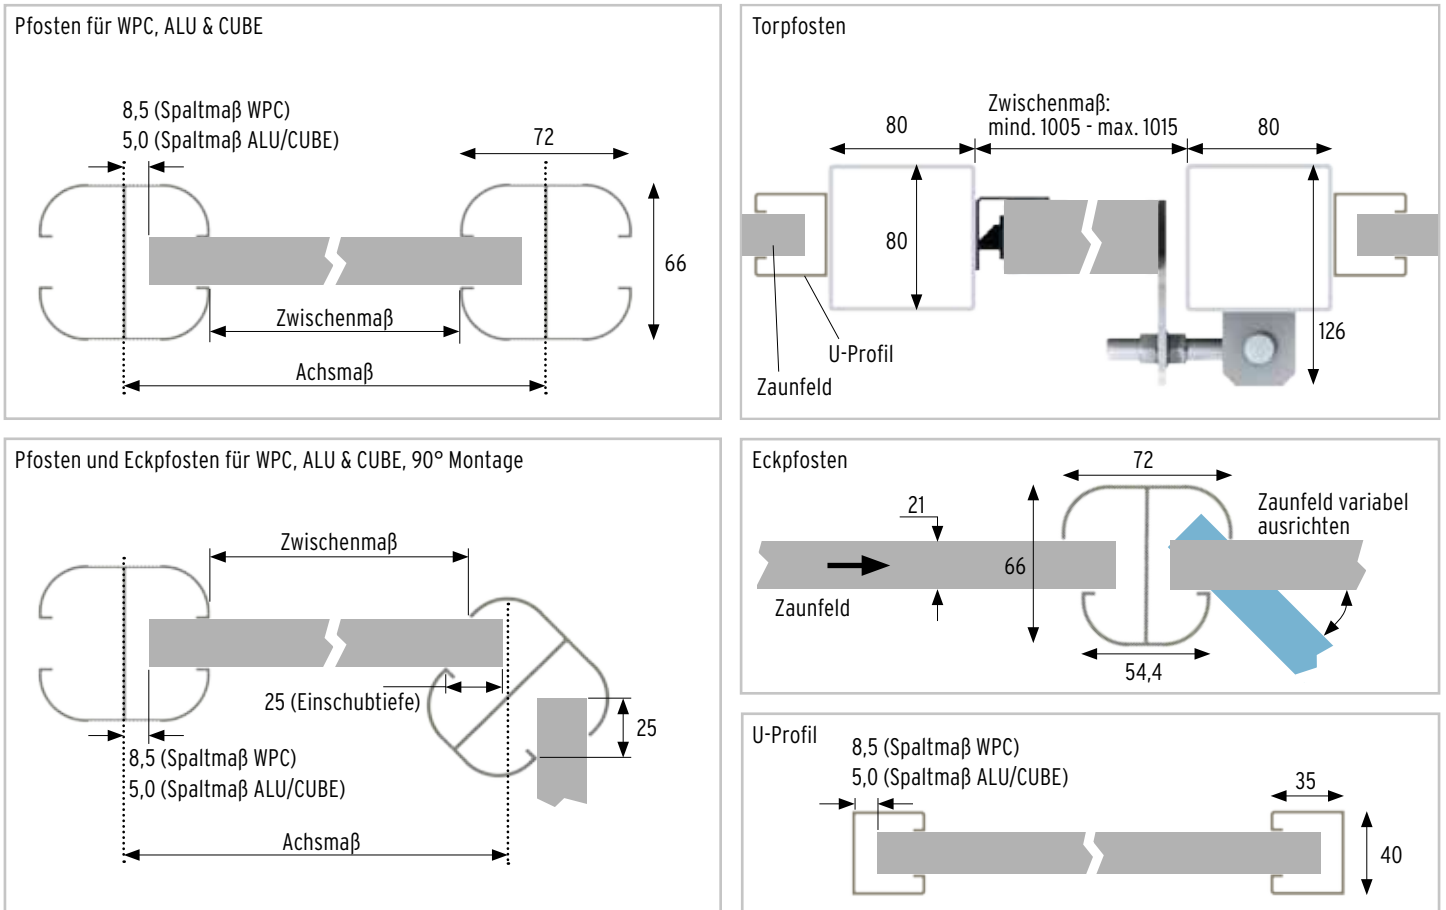 Pfosten für WPC, ALU & CUBE
8,5 (Spaltmaß WPC)
5,0 (Spaltmaß ALU/CUBE)
72
66
Zwischenmaß
Achsmaß
Torpfosten
Zwischenmaß:
mind. 1005 - max. 1015
80
80
80
126
U-Profil
Zaunfeld
Pfosten und Eckpfosten für WPC, ALU & CUBE, 90° Montage
Zwischenmaß
25 (Einschubtiefe)
25
8,5 (Spaltmaß WPC)
5,0 (Spaltmaß ALU/CUBE)
Achsmaß
Eckpfosten
72
21
Zaunfeld variabel
ausrichten
66
Zaunfeld
54,4
U-Profil
8,5 (Spaltmaß WPC)
5,0 (Spaltmaß ALU/CUBE)
35
40